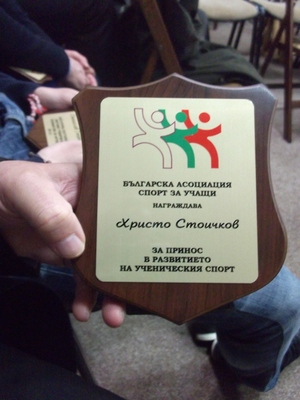 БЪЛГАРСКА АСОЦИАЦИЯ
СПОРТ ЗА УЧАЩИ
НАГРАЖДАВА
Христо Стоичков
ЗА ПРИНОС
В РАЗВИТИЕТО
НА УЧЕНИЧЕСКИЯ СПОРТ